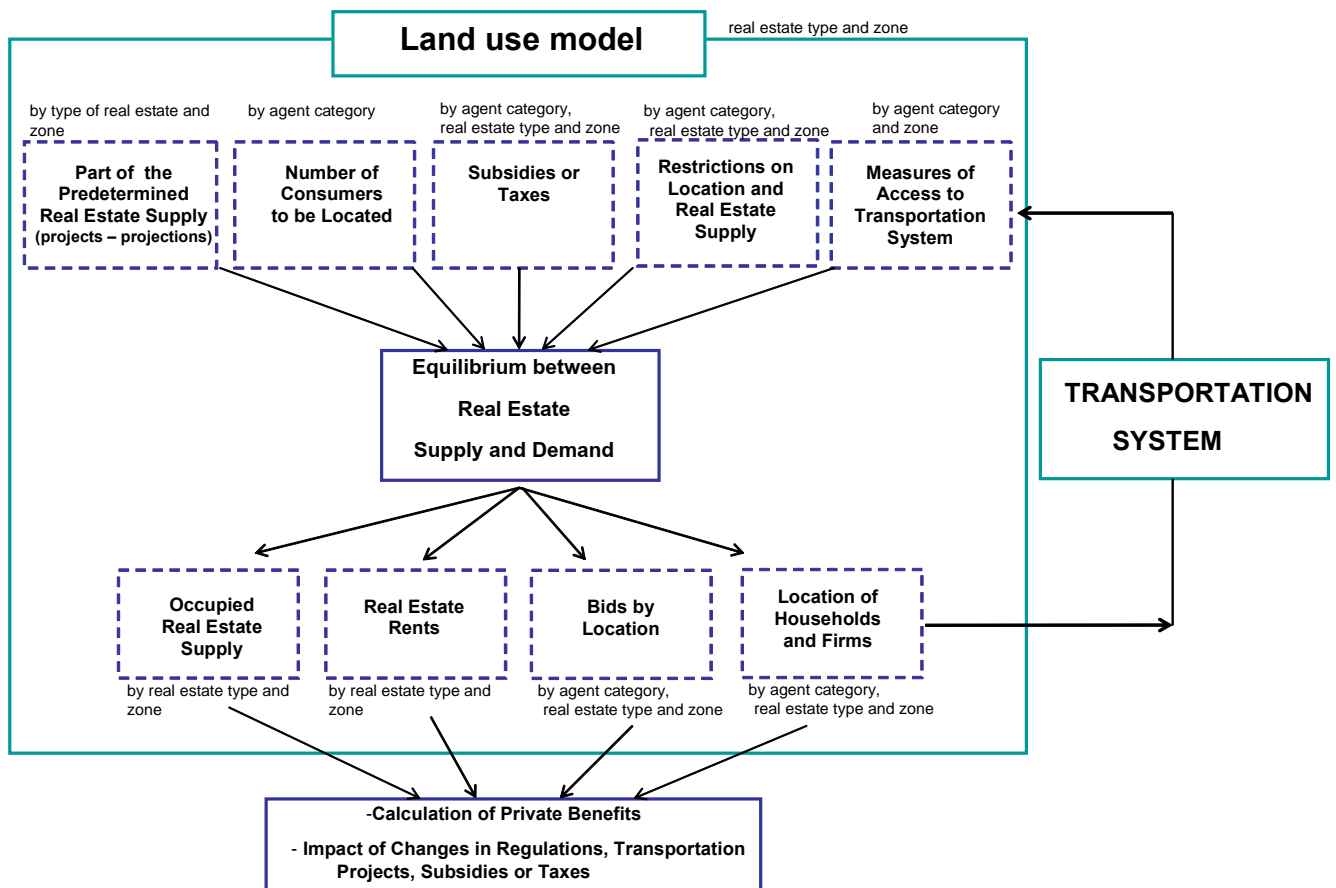 Land use model
real estate type and zone
by type of real estate and
zone
by agent category
by agent category,
real estate type and zone
by agent category,
real estate type and zone
by agent category
and zone
Part of the
Predetermined
Real Estate Supply
(projects – projections)
Number of
Consumers
to be Located
Subsidies or
Taxes
Restrictions on
Location and
Real Estate
Supply
Measures of
Access to
Transportation
System
Equilibrium between
Real Estate
Supply and Demand
TRANSPORTATION
SYSTEM
Occupied
Real Estate
Supply
Real Estate
Rents
Bids by
Location
Location of
Households
and Firms
by real estate type and
zone
by real estate type and
zone
by agent category,
real estate type and zone
by agent category,
real estate type and zone
-Calculation of Private Benefits
- Impact of Changes in Regulations, Transportation
Projects, Subsidies or Taxes